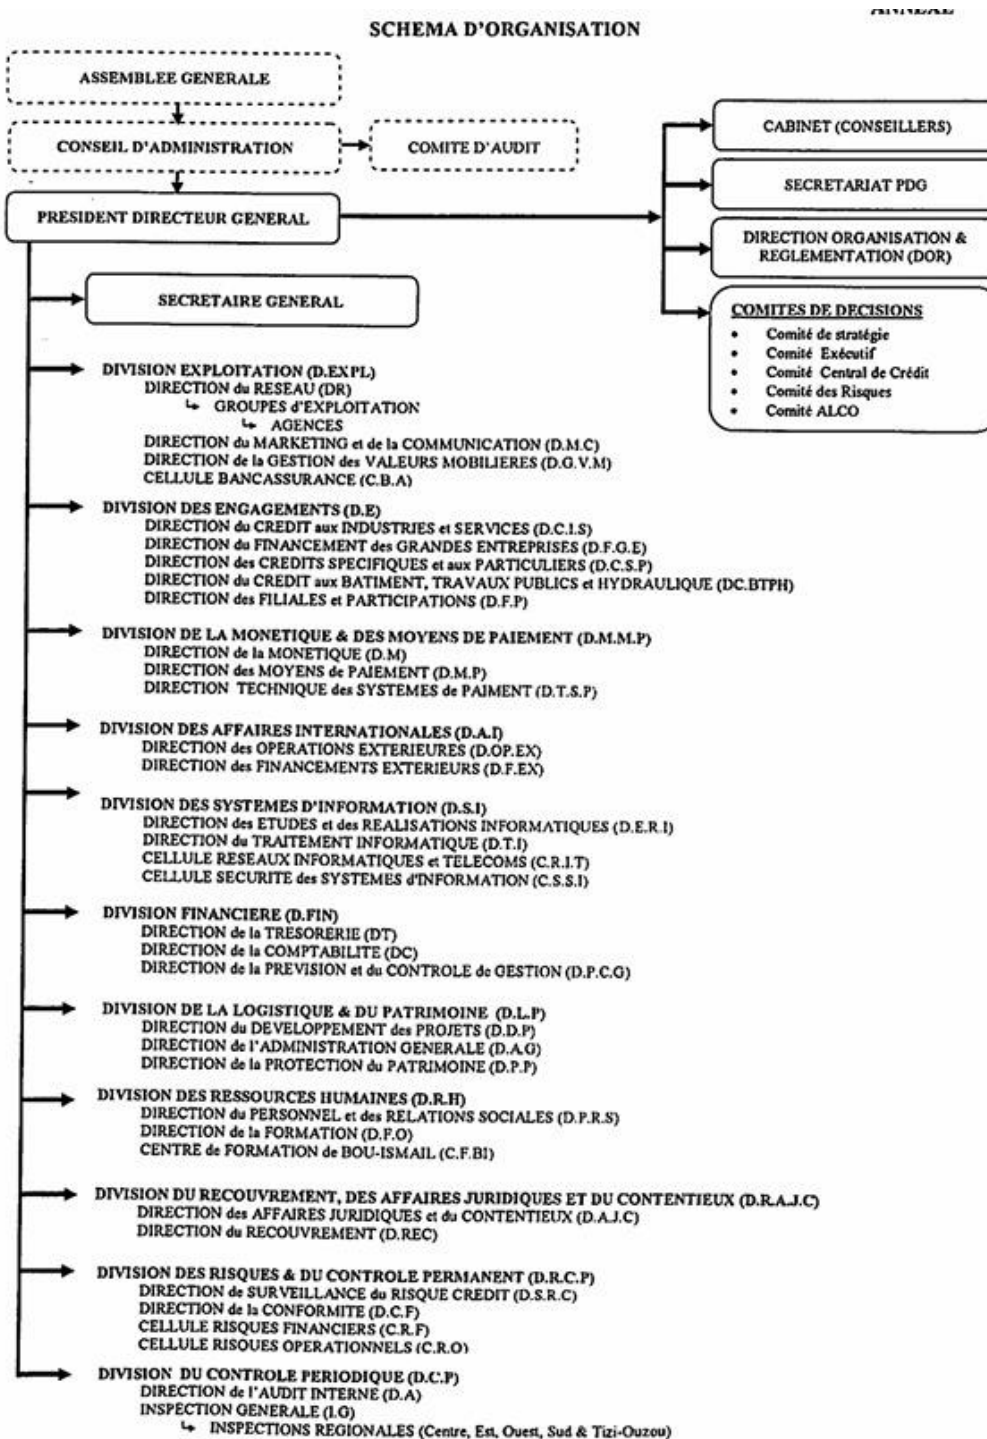 ANNEXE
SCHEMA D'ORGANISATION
ASSEMBLEE GENERALE
CONSEIL D'ADMINISTRATION
COMITE D'AUDIT
PRESIDENT DIRECTEUR GENERAL
CABINET (CONSEILLERS)
SECRETARIAT PDG
DIRECTION ORGANISATION &
REGLEMENTATION (DOR)
COMITES DE DECISIONS
• Comité de stratégie
• Comité Exécutif
• Comité Central de Crédit
• Comité des Risques
• Comité ALCO
SECRETAIRE GENERAL
DIVISION EXPLOITATION (D.EXPL)
DIRECTION du RESEAU (DR)
↳ GROUPES d'EXPLOITATION
↳ AGENCES
DIRECTION du MARKETING et de la COMMUNICATION (D.M.C)
DIRECTION de la GESTION des VALEURS MOBILIERES (D.G.V.M)
CELLULE BANCASSURANCE (C.B.A)
DIVISION DES ENGAGEMENTS (D.E)
DIRECTION du CREDIT aux INDUSTRIES et SERVICES (D.C.I.S)
DIRECTION du FINANCEMENT des GRANDES ENTREPRISES (D.F.G.E)
DIRECTION des CREDITS SPECIFIQUES et aux PARTICULIERS (D.C.S.P)
DIRECTION du CREDIT aux BATIMENT, TRAVAUX PUBLICS et HYDRAULIQUE (DC.BTPH)
DIRECTION des FILIALES et PARTICIPATIONS (D.F.P)
DIVISION DE LA MONETIQUE & DES MOYENS DE PAIEMENT (D.M.M.P)
DIRECTION de la MONETIQUE (D.M)
DIRECTION des MOYENS de PAIEMENT (D.M.P)
DIRECTION TECHNIQUE des SYSTEMES de PAIMENT (D.T.S.P)
DIVISION DES AFFAIRES INTERNATIONALES (D.A.I)
DIRECTION des OPERATIONS EXTERIEURES (D.OP.EX)
DIRECTION des FINANCEMENTS EXTERIEURS (D.F.EX)
DIVISION DES SYSTEMES D'INFORMATION (D.S.I)
DIRECTION des ETUDES et des REALISATIONS INFORMATIQUES (D.E.R.I)
DIRECTION du TRAITEMENT INFORMATIQUE (D.T.I)
CELLULE RESEAUX INFORMATIQUES et TELECOMS (C.R.I.T)
CELLULE SECURITE des SYSTEMES d'INFORMATION (C.S.S.I)
DIVISION FINANCIERE (D.FIN)
DIRECTION de la TRESORERIE (DT)
DIRECTION de la COMPTABILITE (DC)
DIRECTION de la PREVISION et du CONTROLE de GESTION (D.P.C.G)
DIVISION DE LA LOGISTIQUE & DU PATRIMOINE (D.L.P)
DIRECTION du DEVELOPPEMENT des PROJETS (D.D.P)
DIRECTION de l'ADMINISTRATION GENERALE (D.A.G)
DIRECTION de la PROTECTION du PATRIMOINE (D.P.P)
DIVISION DES RESSOURCES HUMAINES (D.R.H)
DIRECTION du PERSONNEL et des RELATIONS SOCIALES (D.P.R.S)
DIRECTION de la FORMATION (D.F.O)
CENTRE de FORMATION de BOU-ISMAIL (C.F.BI)
DIVISION DU RECOUVREMENT, DES AFFAIRES JURIDIQUES ET DU CONTENTIEUX (D.R.A.J.C)
DIRECTION des AFFAIRES JURIDIQUES et du CONTENTIEUX (D.A.J.C)
DIRECTION du RECOUVREMENT (D.REC)
DIVISION DES RISQUES & DU CONTROLE PERMANENT (D.R.C.P)
DIRECTION de SURVEILLANCE du RISQUE CREDIT (D.S.R.C)
DIRECTION de la CONFORMITE (D.C.F)
CELLULE RISQUES FINANCIERS (C.R.F)
CELLULE RISQUES OPERATIONNELS (C.R.O)
DIVISION DU CONTROLE PERIODIQUE (D.C.P)
DIRECTION de l'AUDIT INTERNE (D.A)
INSPECTION GENERALE (I.G)
↳ INSPECTIONS REGIONALES (Centre, Est, Ouest, Sud & Tizi-Ouzou)